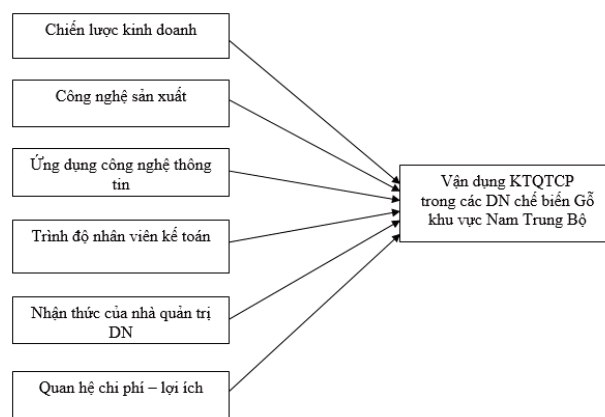 Chiến lược kinh doanh
Công nghệ sản xuất
Ứng dụng công nghệ thông
tin
Trình độ nhân viên kế toán
Nhận thức của nhà quản trị
DN
Quan hệ chi phí – lợi ích
Vận dụng KTQTCP
trong các DN chế biến Gỗ
khu vực Nam Trung Bộ